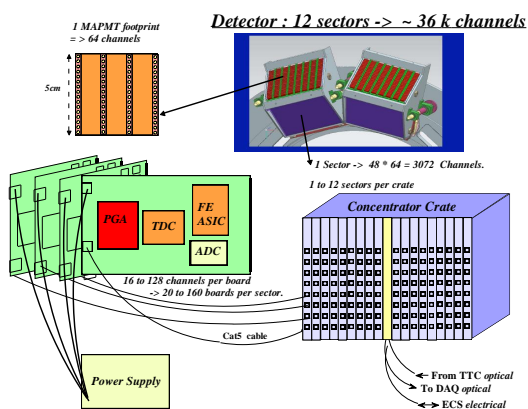 Detector : 12 sectors -> ~ 36 k channels
1 MAPMT footprint
= > 64 channels
5cm
1 Sector -> 48 * 64 = 3072 Channels.
1 to 12 sectors per crate
Concentrator Crate
PGA
TDC
FE
ASIC
ADC
16 to 128 channels per board
-> 20 to 160 boards per sector.
Cat5 cable
Power Supply
From TTC optical
To DAQ optical
ECS electrical